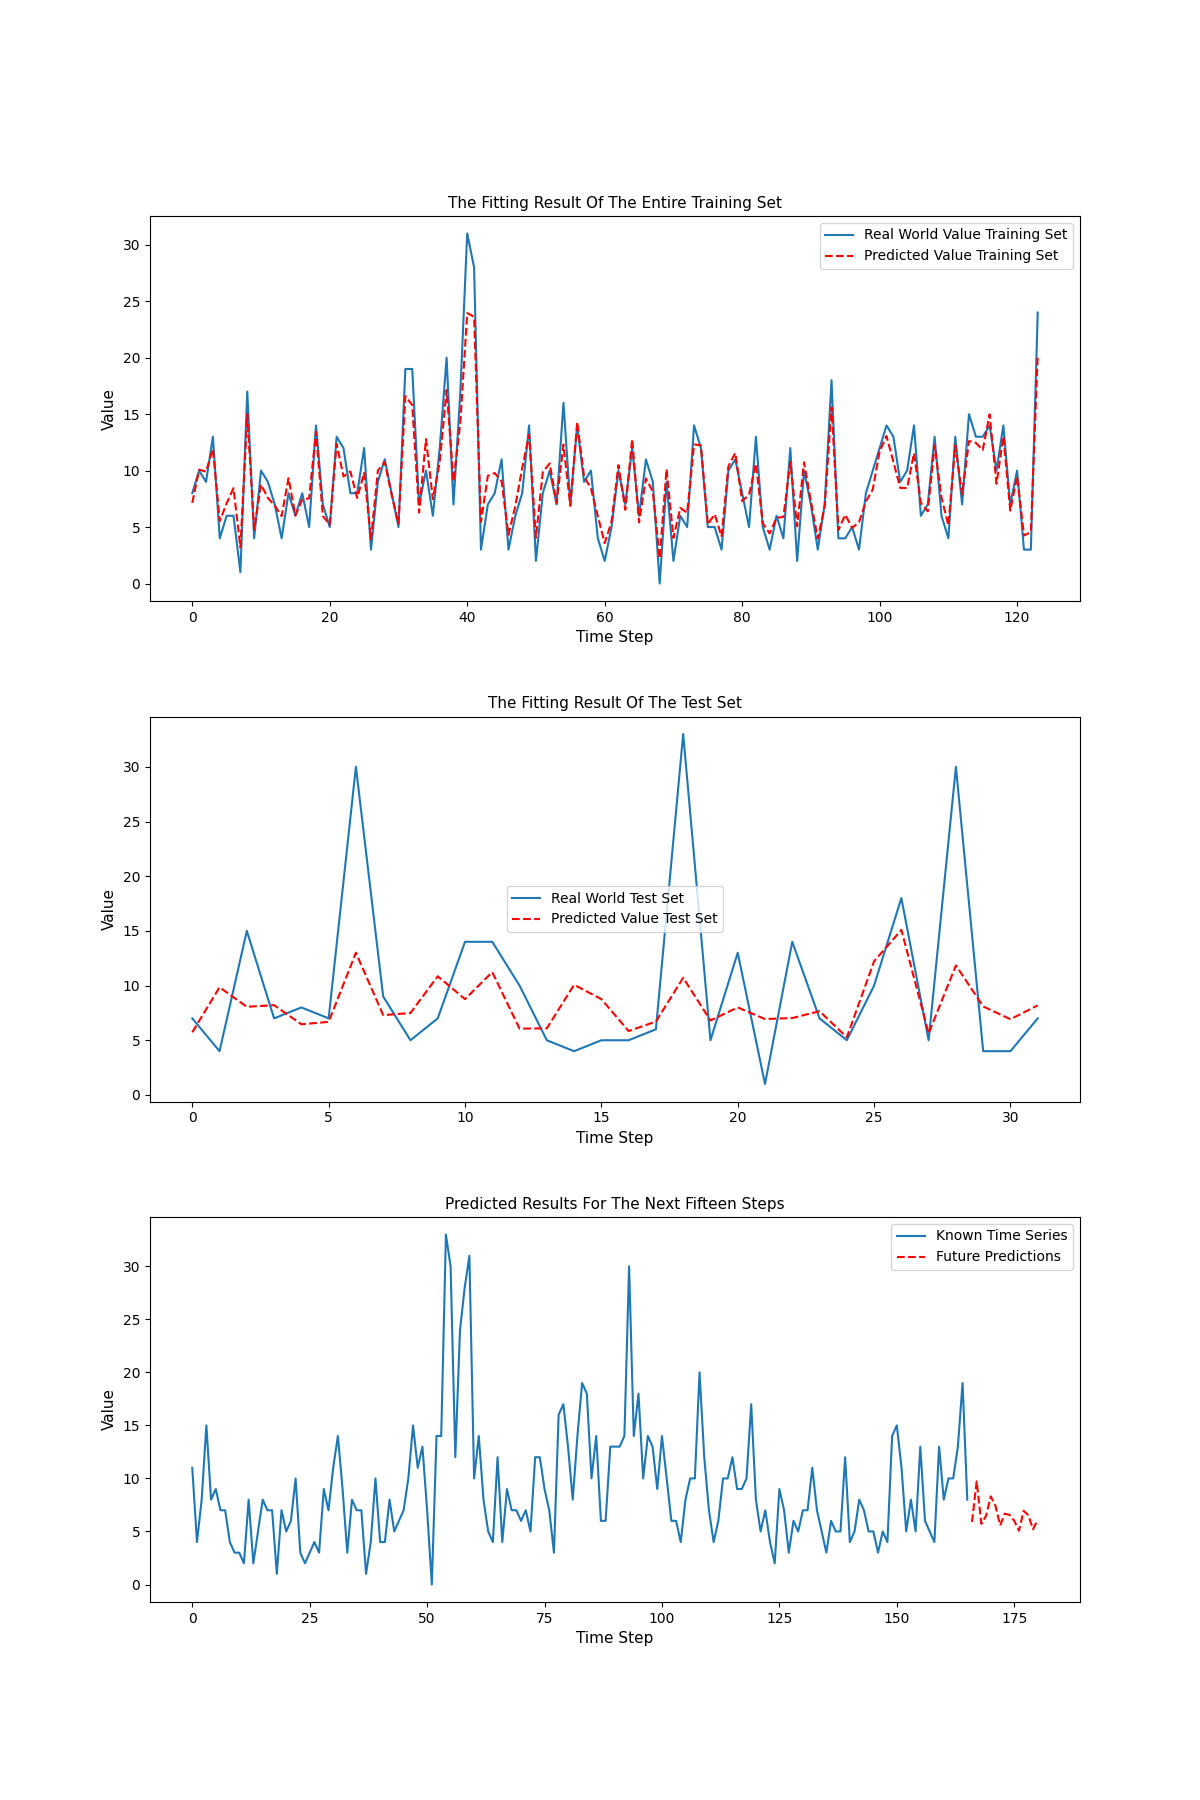 The Fitting Result Of The Entire Training Set
Real World Value Training Set
Predicted Value Training Set
30
25
20
15
10
5
0
Value
0 20 40 60 80 100 120
Time Step
The Fitting Result Of The Test Set
Real World Test Set
Predicted Value Test Set
30
25
20
15
10
5
0
Value
0 5 10 15 20 25 30
Time Step
Predicted Results For The Next Fifteen Steps
Known Time Series
Future Predictions
30
25
20
15
10
5
0
Value
0 25 50 75 100 125 150 175
Time Step